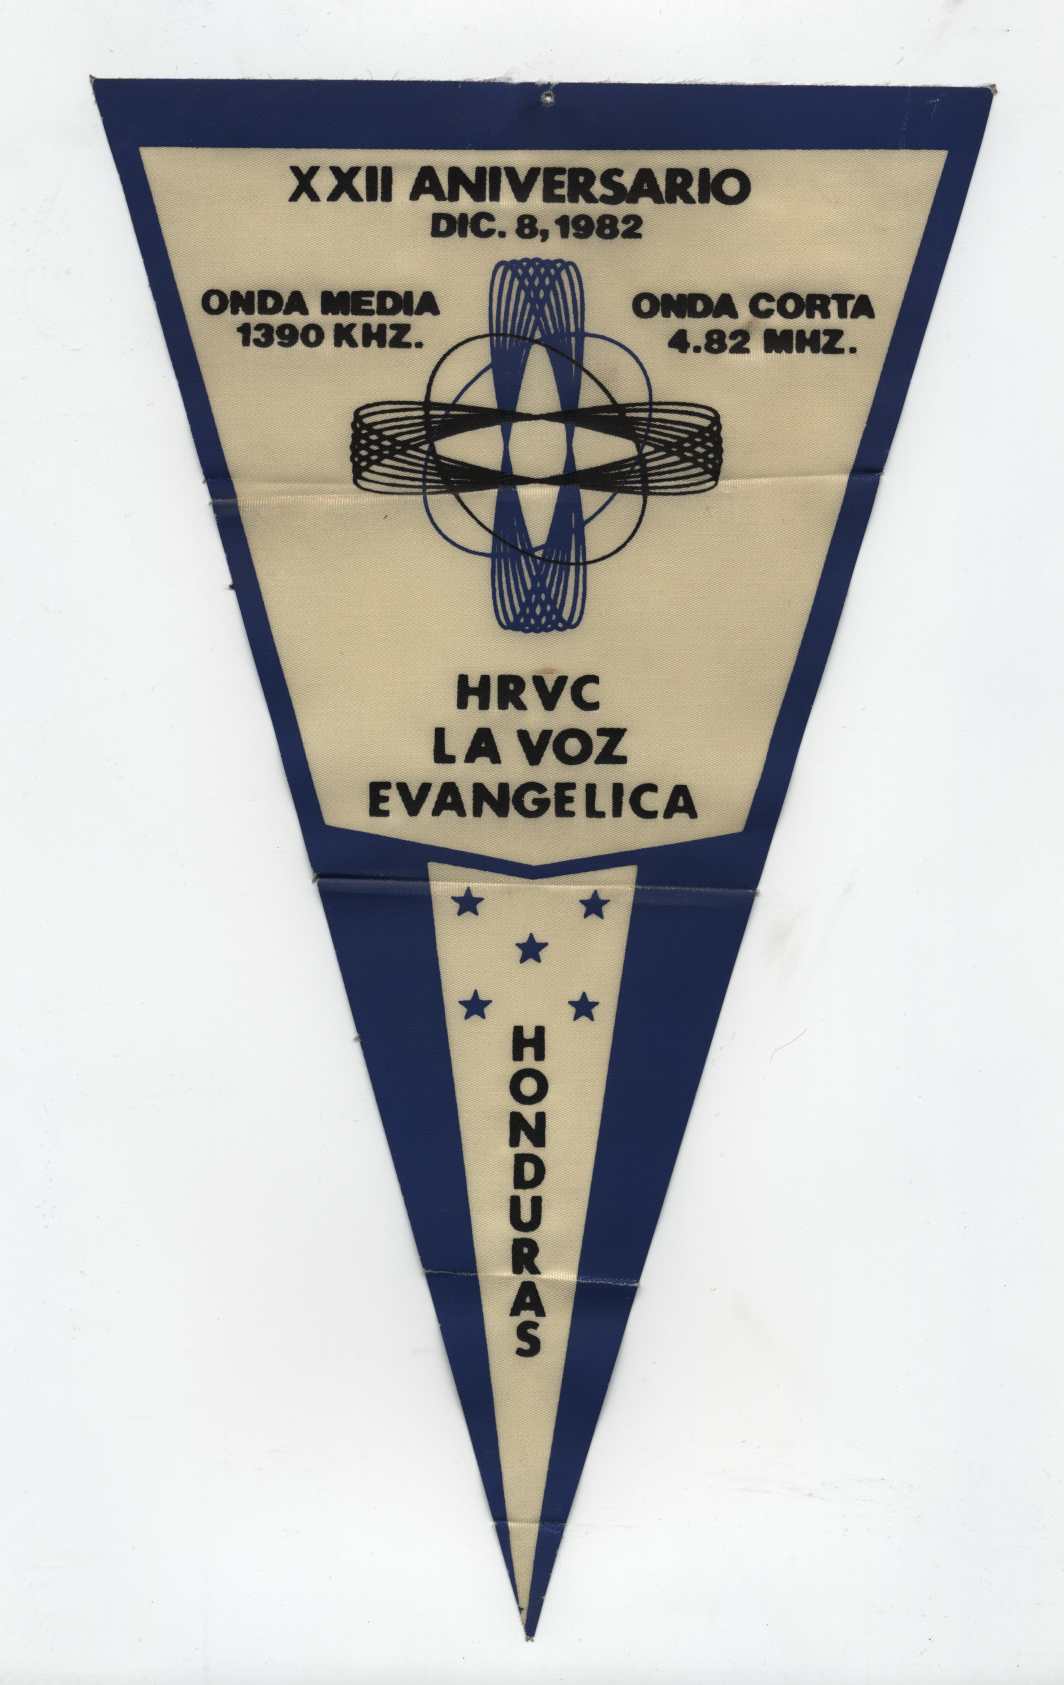 XXII ANIVERSARIO
DIC. 8, 1982
ONDA MEDIA
1390 KHZ.
ONDA CORTA
4.82 MHZ.
HRVC
LA VOZ
EVANGELICA
HONDURAS